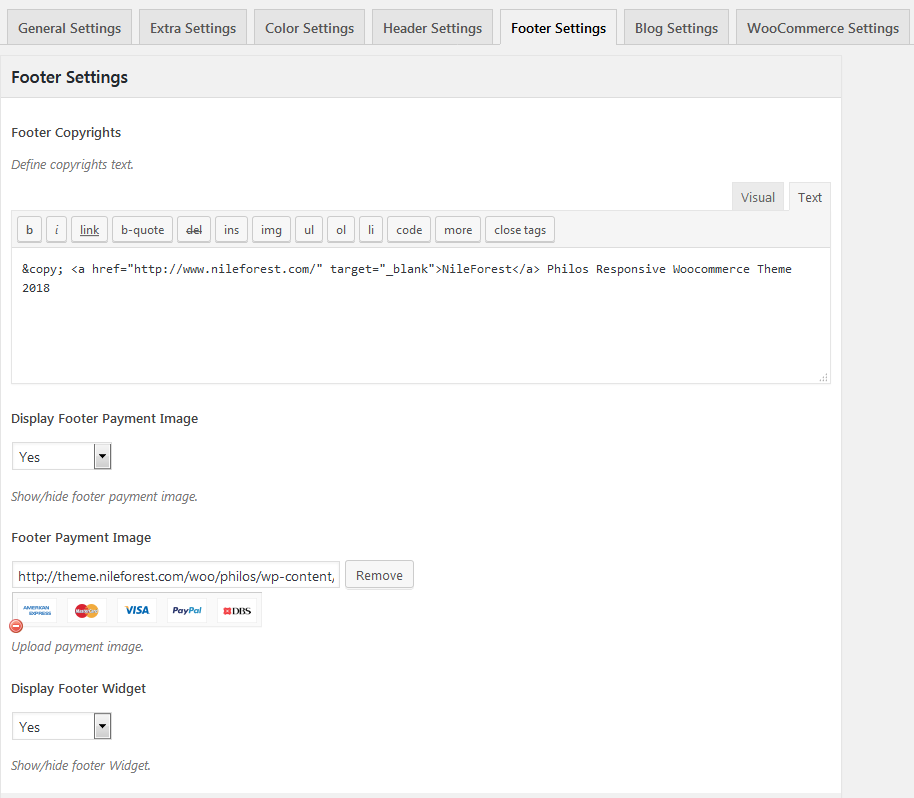 General Settings Extra Settings Color Settings Header Settings Footer Settings Blog Settings WooCommerce Settings
Footer Settings
Footer Copyrights
Define copyrights text.
Visual Text
b i link b-quote del ins img ul ol li code more close tags
&copy; <a href="http://www.nileforest.com/" target="_blank">NileForest</a> Philos Responsive Woocommerce Theme
2018
Display Footer Payment Image
Yes
Show/hide footer payment image.
Footer Payment Image
http://theme.nileforest.com/woo/philos/wp-content, Remove
AMERICAN EXPRESS MasterCard VISA PayPal DBS
Upload payment image.
Display Footer Widget
Yes
Show/hide footer Widget.